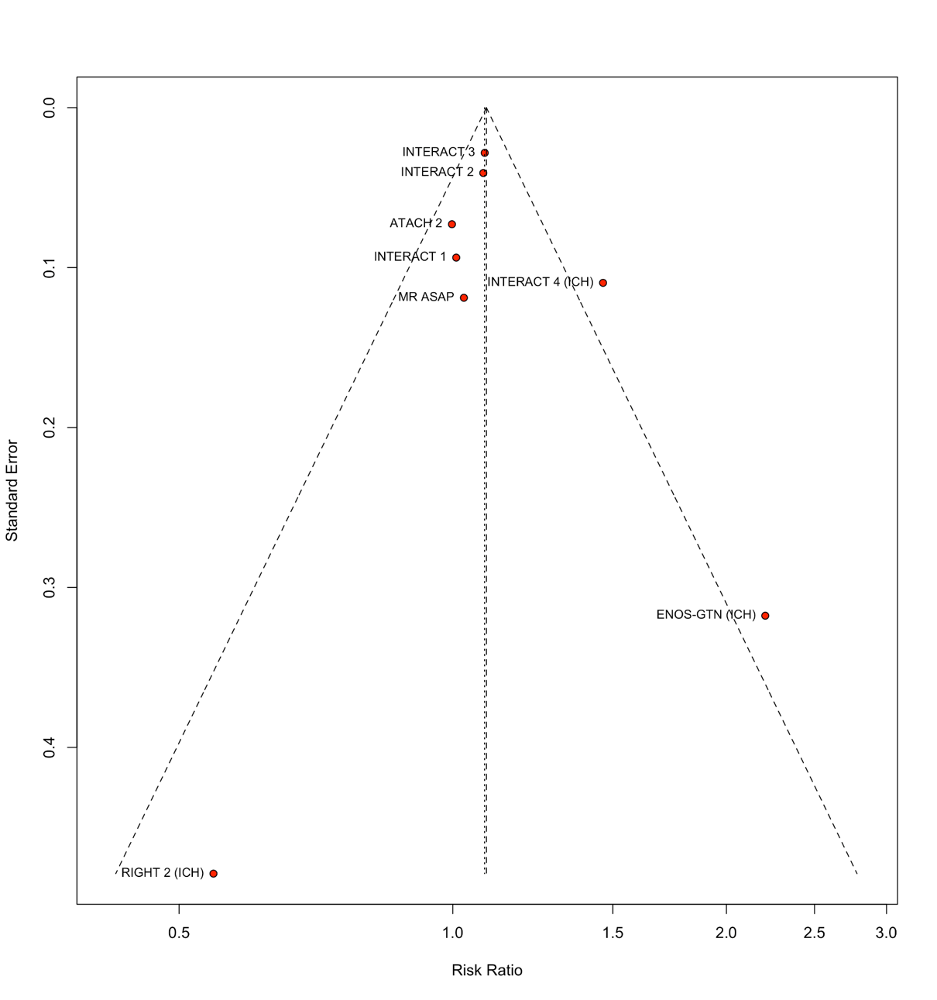 0.0
INTERACT 3
INTERACT 2
ATACH 2
INTERACT 1
0.1
INTERACT 4 (ICH)
MR ASAP
0.2
Standard Error
0.3
ENOS-GTN (ICH)
0.4
RIGHT 2 (ICH)
0.5 1.0 1.5 2.0 2.5 3.0
Risk Ratio